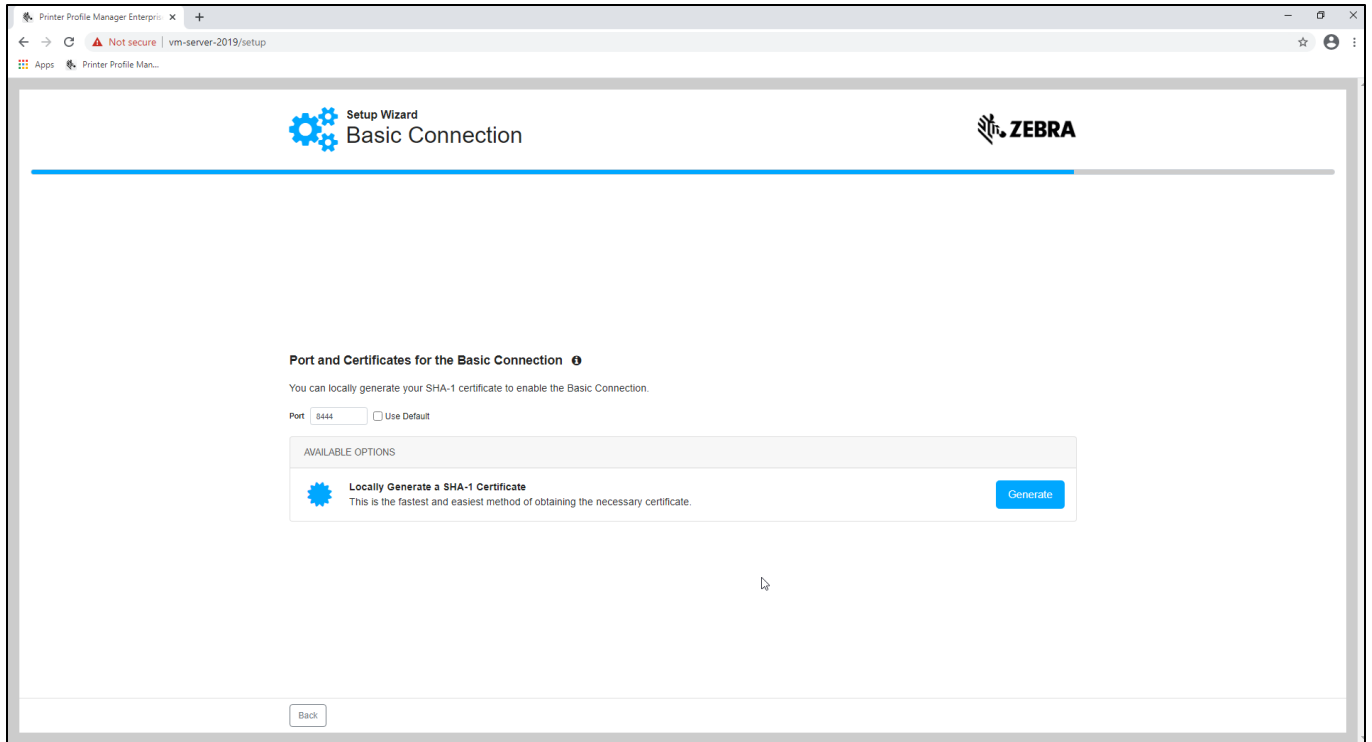 Printer Profile Manager Enterpris
Not secure | vm-server-2019/setup
Apps Printer Profile Man...
Setup Wizard
Basic Connection
ZEBRA
Port and Certificates for the Basic Connection
You can locally generate your SHA-1 certificate to enable the Basic Connection.
Port 8444 Use Default
AVAILABLE OPTIONS
Locally Generate a SHA-1 Certificate
This is the fastest and easiest method of obtaining the necessary certificate.
Generate
Back